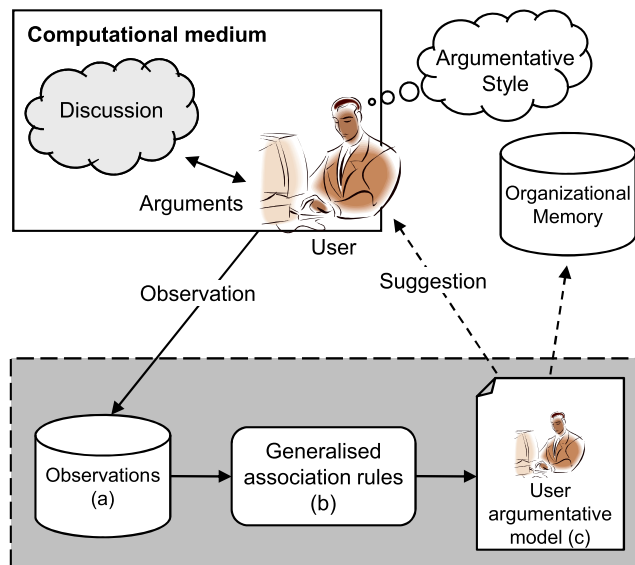 Computational medium
Argumentative
Style
Discussion
Organizational
Memory
Arguments
User
Observation
Suggestion
Observations
(a)
Generalised
association rules
(b)
User
argumentative
model (c)